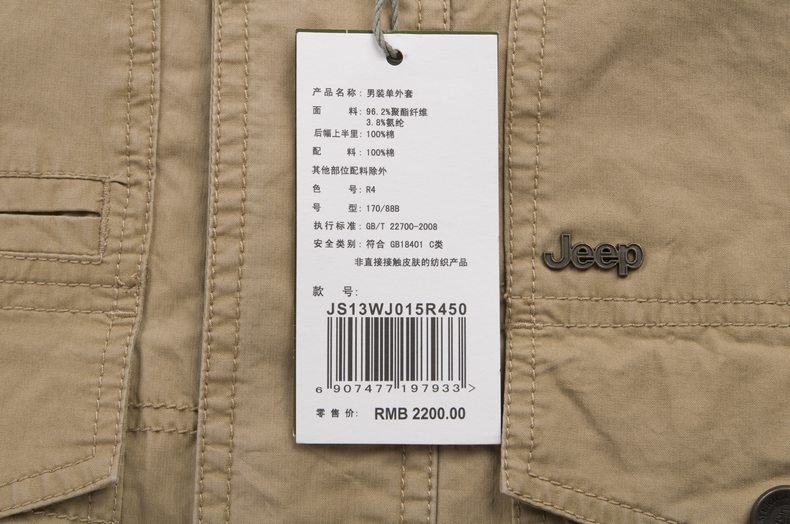 产品名称: 男装单外套
面 料: 96.2%聚酯纤维
3.8%氨纶
后幅上半里: 100%棉
配 料: 100%棉
其他部位配料除外
色 号: R4
号 型: 170/88B
执行标准: GB/T 22700-2008
安全类别: 符合 GB18401 C类
非直接接触皮肤的纺织产品
款 号:
JS13WJ015R450
6 907477 197933 >
零售价: RMB 2200.00
Jeep